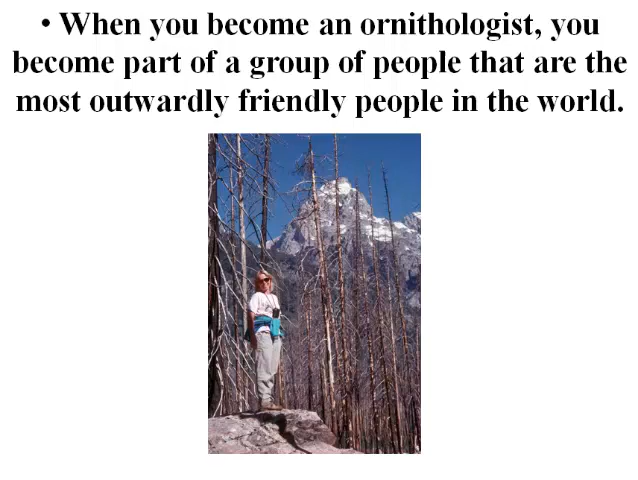 • When you become an ornithologist, you
become part of a group of people that are the
most outwardly friendly people in the world.